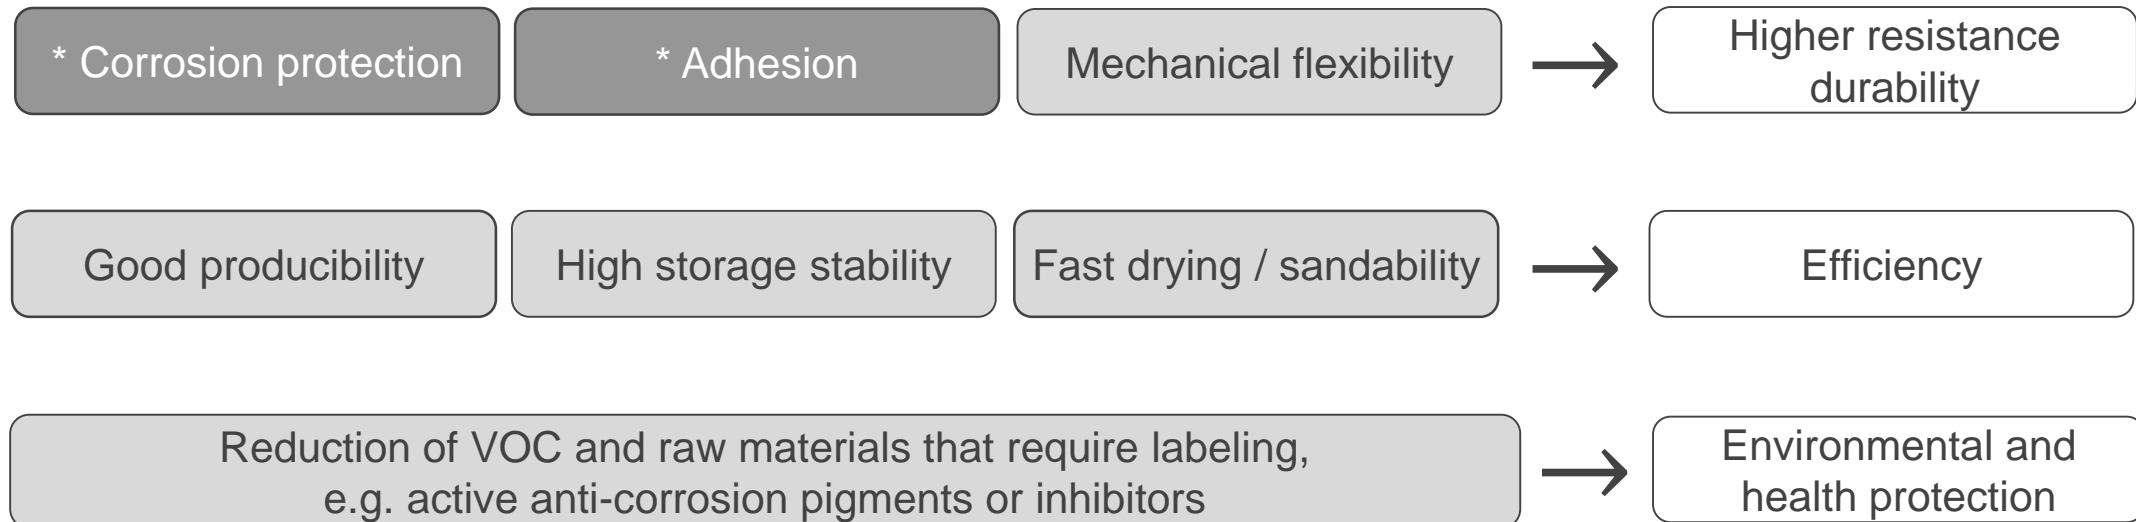 * Corrosion protection
* Adhesion
Mechanical flexibility
Higher resistance
durability
Good producibility
High storage stability
Fast drying / sandability
Efficiency
Reduction of VOC and raw materials that require labeling,
e.g. active anti-corrosion pigments or inhibitors
Environmental and
health protection